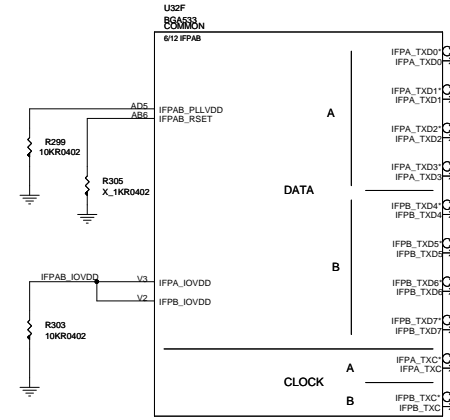 U32F
BGA533
COMMON
6/12 IFPAB
IFPA_TXD0*
IFPA_TXD0
IFPA_TXD1*
IFPA_TXD1
A
IFPA_TXD2*
IFPA_TXD2
IFPA_TXD3*
IFPA_TXD3
AD5
IFPAB_PLLVDD
AB6
IFPAB_RSET
R299
10KR0402
R305
X_1KR0402
DATA
IFPB_TXD4*
IFPB_TXD4
IFPB_TXD5*
IFPB_TXD5
B
IFPB_TXD6*
IFPB_TXD6
IFPB_TXD7*
IFPB_TXD7
IFPAB_IOVDD
V3
IFPA_IOVDD
V2
IFPB_IOVDD
R303
10KR0402
CLOCK
A
IFPA_TXC*
IFPA_TXC
B
IFPB_TXC*
IFPB_TXC